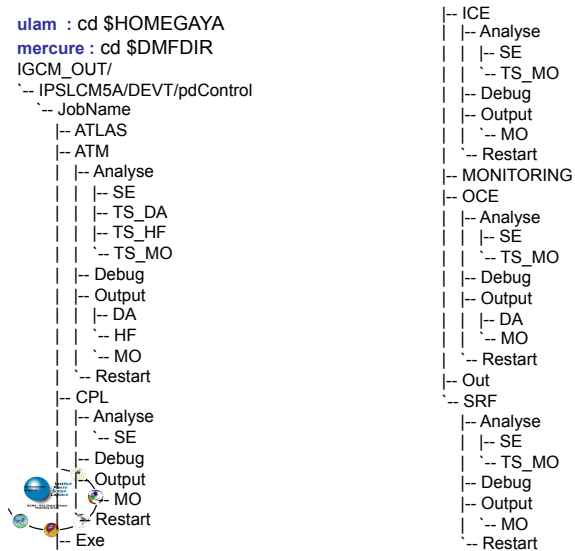 ulam : cd $HOMEGAYA
mercure : cd $DMFDIR
IGCM_OUT/
`-- IPSLCM5A/DEVT/pdControl
`-- JobName
|-- ATLAS
|-- ATM
| |-- Analyse
| | |-- SE
| | |-- TS_DA
| | |-- TS_HF
| | `-- TS_MO
| |-- Debug
| |-- Output
| | |-- DA
| | `-- HF
| | `-- MO
| `-- Restart
|-- CPL
| |-- Analyse
| | `-- SE
| |-- Debug
Output
`-- MO
Restart
|-- Exe
|-- ICE
| |-- Analyse
| | |-- SE
| | `-- TS_MO
| |-- Debug
| |-- Output
| | `-- MO
| `-- Restart
|-- MONITORING
|-- OCE
| |-- Analyse
| | |-- SE
| | `-- TS_MO
| |-- Debug
| |-- Output
| | |-- DA
| | `-- MO
| `-- Restart
|-- Out
`-- SRF
|-- Analyse
| |-- SE
| `-- TS_MO
|-- Debug
|-- Output
| `-- MO
`-- Restart